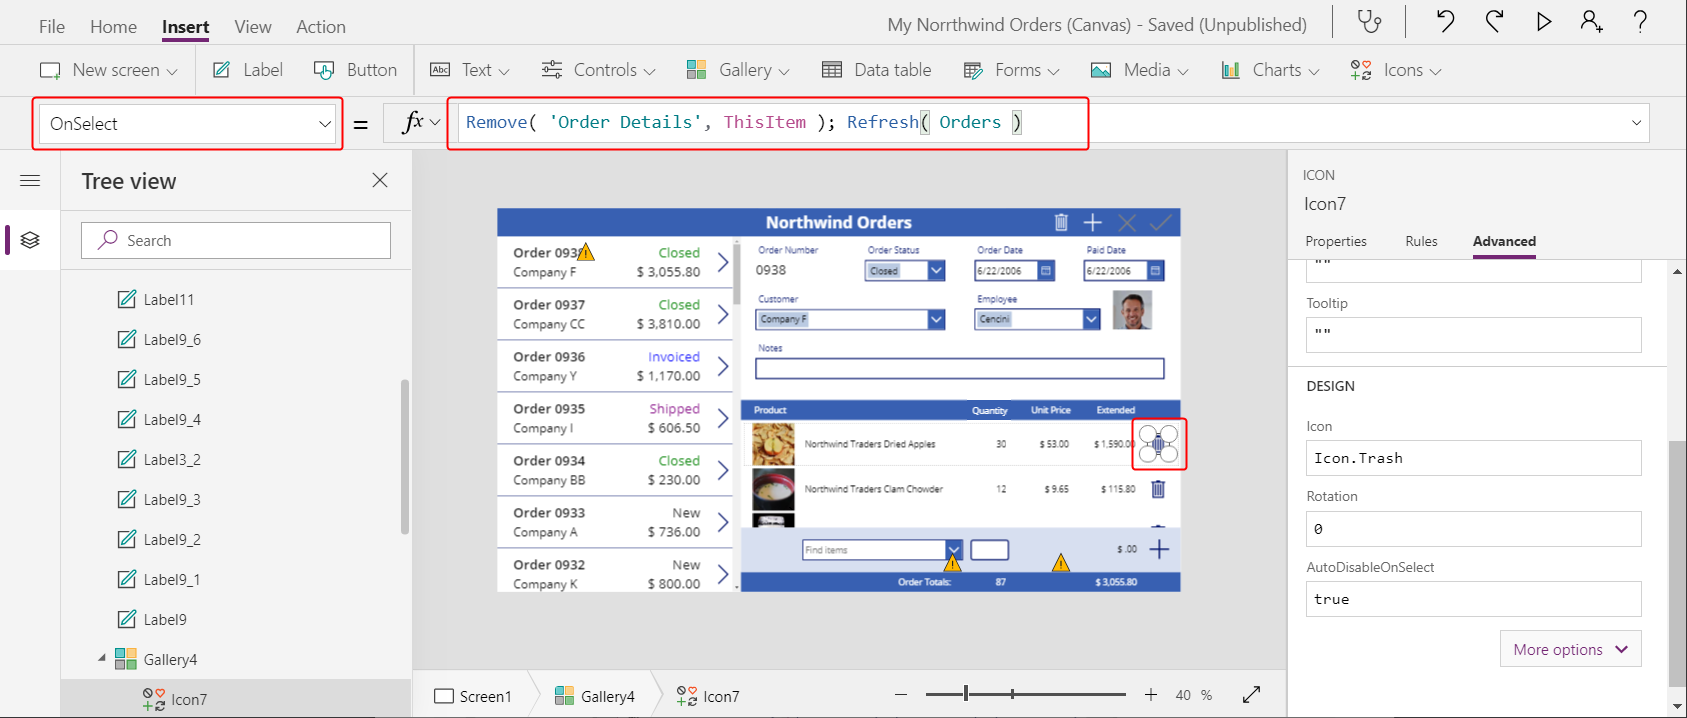 File Home Insert View Action
My Norrthwind Orders (Canvas) - Saved (Unpublished)
New screen Label Button Text Controls Gallery Data table Forms Media Charts Icons
OnSelect = fx Remove( 'Order Details', ThisItem ); Refresh( Orders )
Tree view
Search
Label11
Label9_6
Label9_5
Label9_4
Label3_2
Label9_3
Label9_2
Label9_1
Label9
Gallery4
Icon7
Northwind Orders
Order 0938 Closed
Company F $ 3,055.80
Order 0937 Closed
Company CC $ 3,810.00
Order 0936 Invoiced
Company Y $ 1,170.00
Order 0935 Shipped
Company I $ 606.50
Order 0934 Closed
Company BB $ 230.00
Order 0933 New
Company A $ 736.00
Order 0932 New
Company K $ 800.00
Order Number Order Status Order Date Paid Date
0938 Closed 6/22/2006 6/22/2006
Customer Employee
Company F Cencini
Notes
Product Quantity Unit Price Extended
Northwind Traders Dried Apples 30 $ 53.00 $ 1,590.00
Northwind Traders Clam Chowder 12 $ 9.65 $ 115.80
Find items $ .00
Order Totals: 87 $ 3,055.80
Screen1 Gallery4 Icon7
40 %
ICON
Icon7
Properties Rules Advanced
""
Tooltip
""
DESIGN
Icon
Icon.Trash
Rotation
0
AutoDisableOnSelect
true
More options